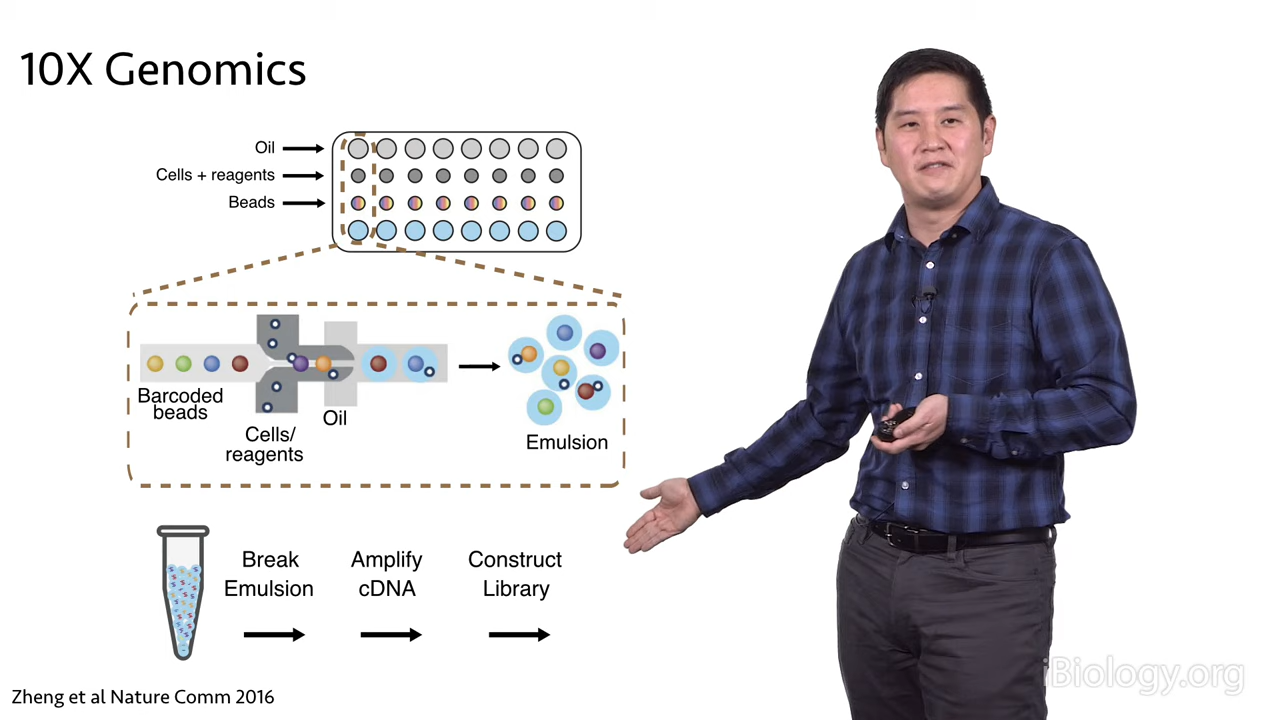 10X Genomics
Oil
Cells + reagents
Beads
Barcoded
beads
Cells/
reagents
Oil
Emulsion
Break
Emulsion
Amplify
cDNA
Construct
Library
Zheng et al Nature Comm 2016
iBiology.org